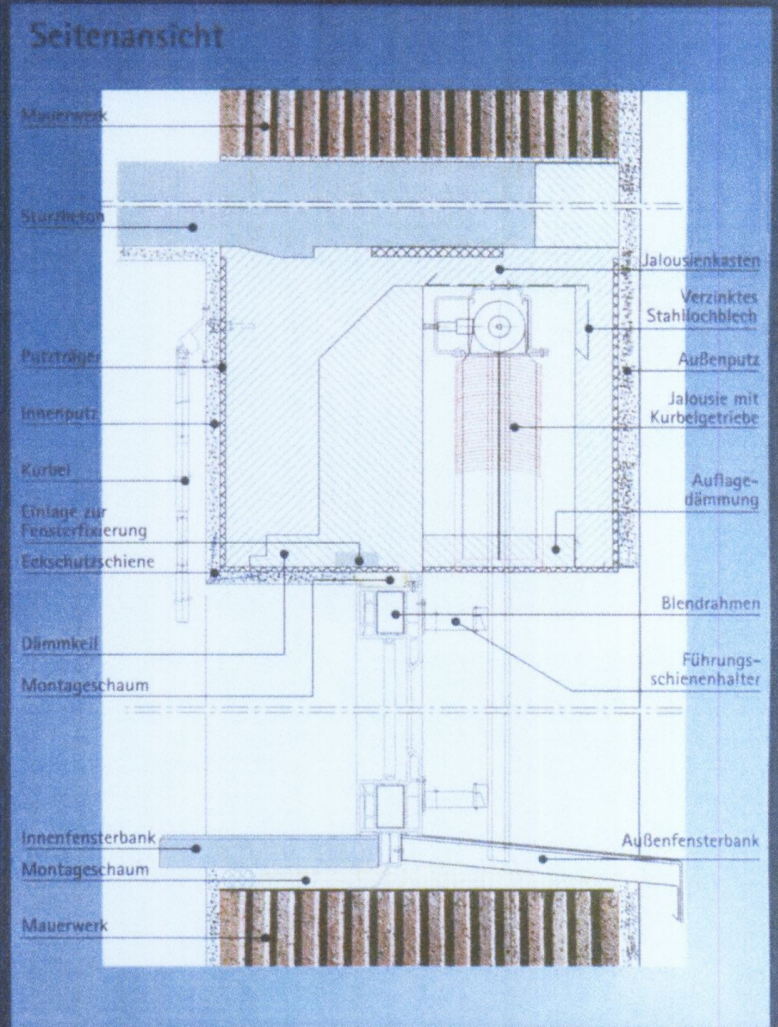 Seitenansicht
Mauerwerk
Sturzbeton
Putzträger
Innenputz
Kurbel
Einlage zur
Fensterfixierung
Eckschutzschiene
Dämmkeil
Montageschaum
Innenfensterbank
Montageschaum
Mauerwerk
Jalousienkasten
Verzinktes
Stahllochblech
Außenputz
Jalousie mit
Kurbelgetriebe
Auflage-
dämmung
Blendrahmen
Führungs-
schienenhalter
Außenfensterbank